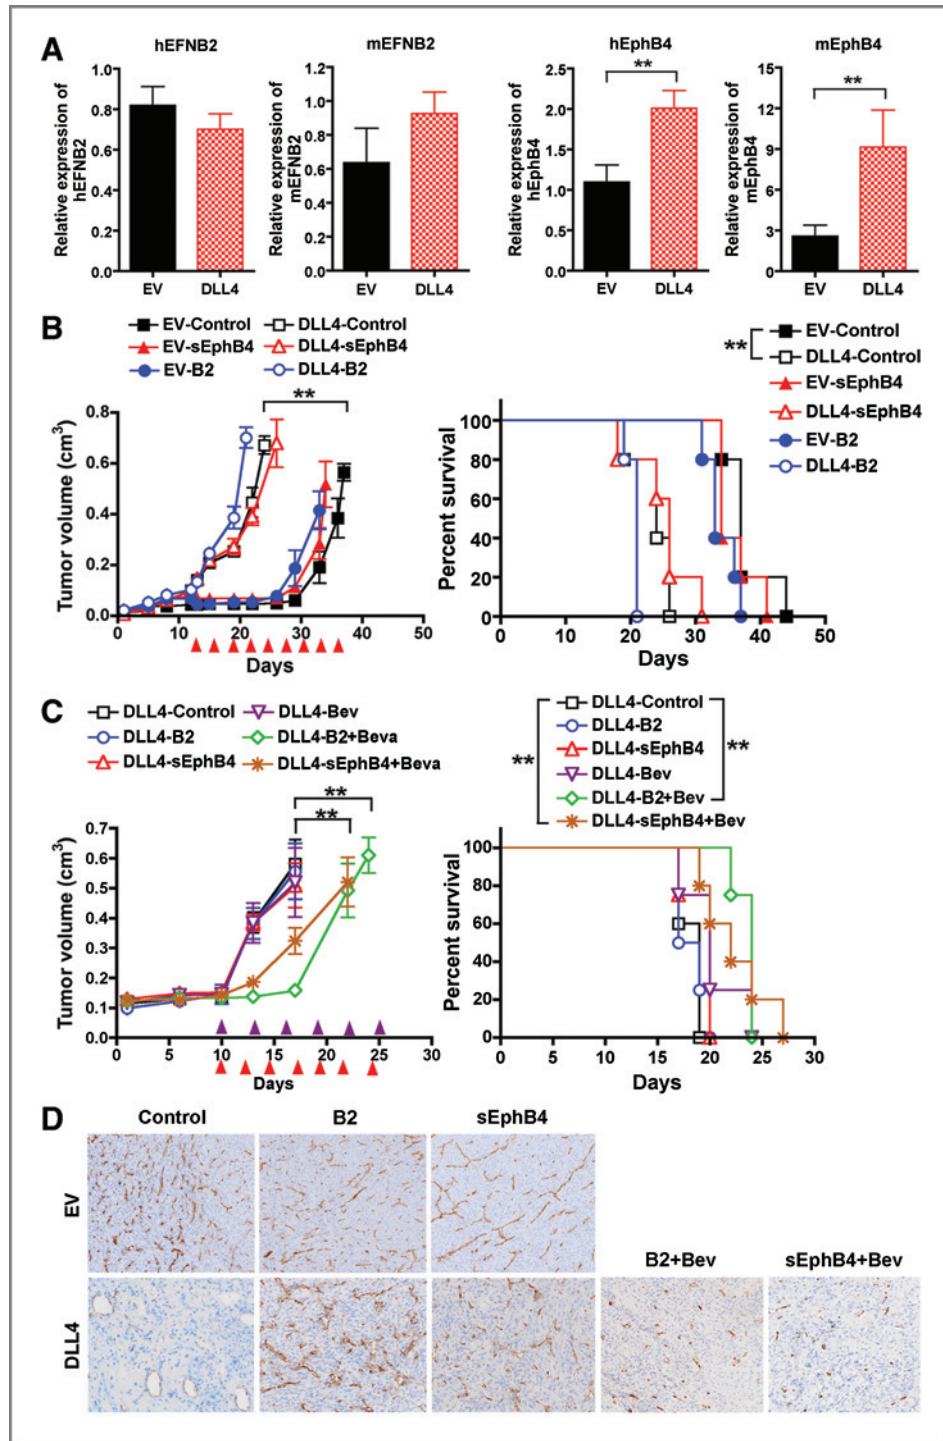 A
hEFNB2
mEFNB2
hEphB4
mEphB4
Relative expression of
hEFNB2
1.0
0.8
0.6
0.4
0.2
0.0
EV
DLL4
Relative expression of
mEFNB2
1.2
1.0
0.8
0.6
0.4
0.2
0.0
EV
DLL4
Relative expression of
hEphB4
2.5
2.0
1.5
1.0
0.5
0.0
**
EV
DLL4
Relative expression of
mEphB4
15
12
9
6
3
0
**
EV
DLL4
B
EV-Control
DLL4-Control
EV-sEphB4
DLL4-sEphB4
EV-B2
DLL4-B2
**
Tumor volume (cm3)
0.8
0.6
0.4
0.2
0.0
0
10
20
30
40
50
Days
**
EV-Control
DLL4-Control
EV-sEphB4
DLL4-sEphB4
EV-B2
DLL4-B2
Percent survival
100
80
60
40
20
0
0
10
20
30
40
50
Days
C
DLL4-Control
DLL4-Bev
DLL4-B2
DLL4-B2+Beva
DLL4-sEphB4
DLL4-sEphB4+Beva
**
**
Tumor volume (cm3)
0.7
0.6
0.5
0.4
0.3
0.2
0.1
0.0
0
5
10
15
20
25
30
Days
**
**
DLL4-Control
DLL4-B2
DLL4-sEphB4
DLL4-Bev
DLL4-B2+Bev
DLL4-sEphB4+Bev
Percent survival
100
80
60
40
20
0
0
5
10
15
20
25
30
Days
D
Control
B2
sEphB4
EV
B2+Bev
sEphB4+Bev
DLL4